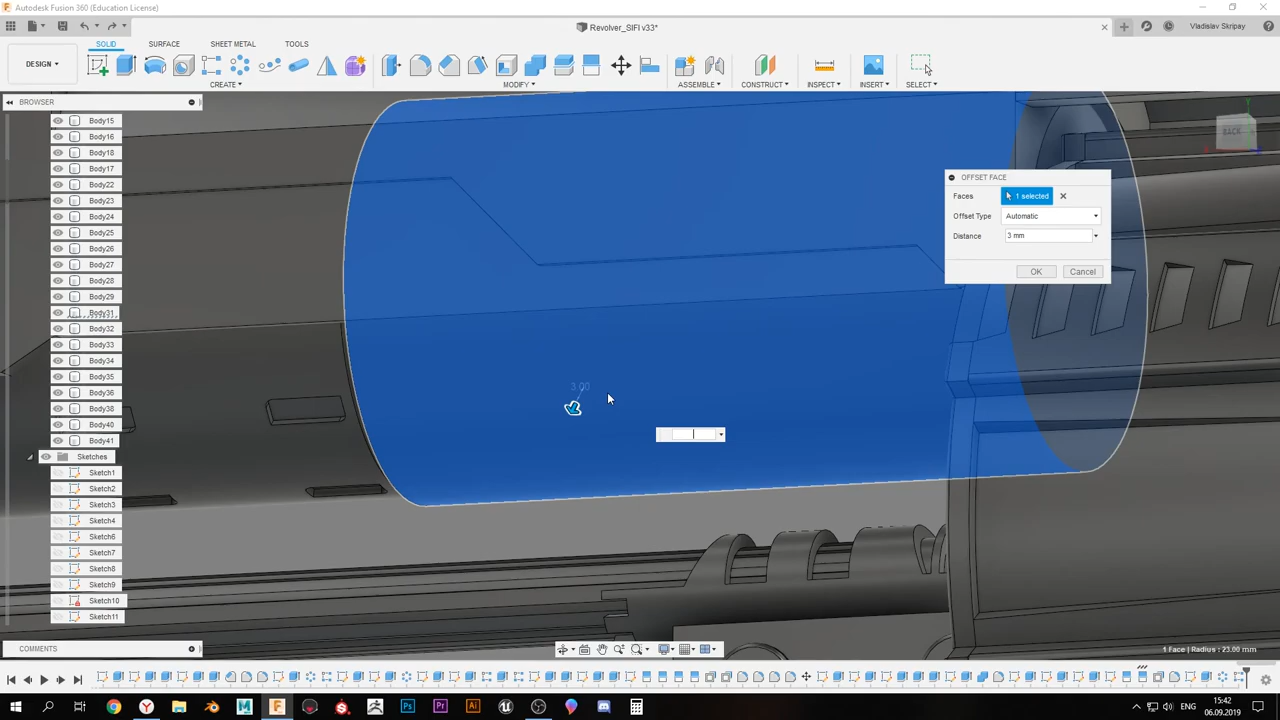 Autodesk Fusion 360 (Education License)
Revolver_SIFI v33*
Vladislav Skripay
DESIGN
SOLID
SURFACE
SHEET METAL
TOOLS
CREATE
MODIFY
ASSEMBLE
CONSTRUCT
INSPECT
INSERT
SELECT
BROWSER
Body15
Body16
Body18
Body17
Body22
Body23
Body24
Body25
Body26
Body27
Body28
Body29
Body31
Body32
Body33
Body34
Body35
Body36
Body38
Body40
Body41
Sketches
Sketch1
Sketch2
Sketch3
Sketch4
Sketch6
Sketch7
Sketch8
Sketch9
Sketch10
Sketch11
BACK
OFFSET FACE
Faces
1 selected
Offset Type
Automatic
Distance
3 mm
OK
Cancel
3.00
COMMENTS
1 Face | Radius : 23.00 mm
15:42
06.09.2019